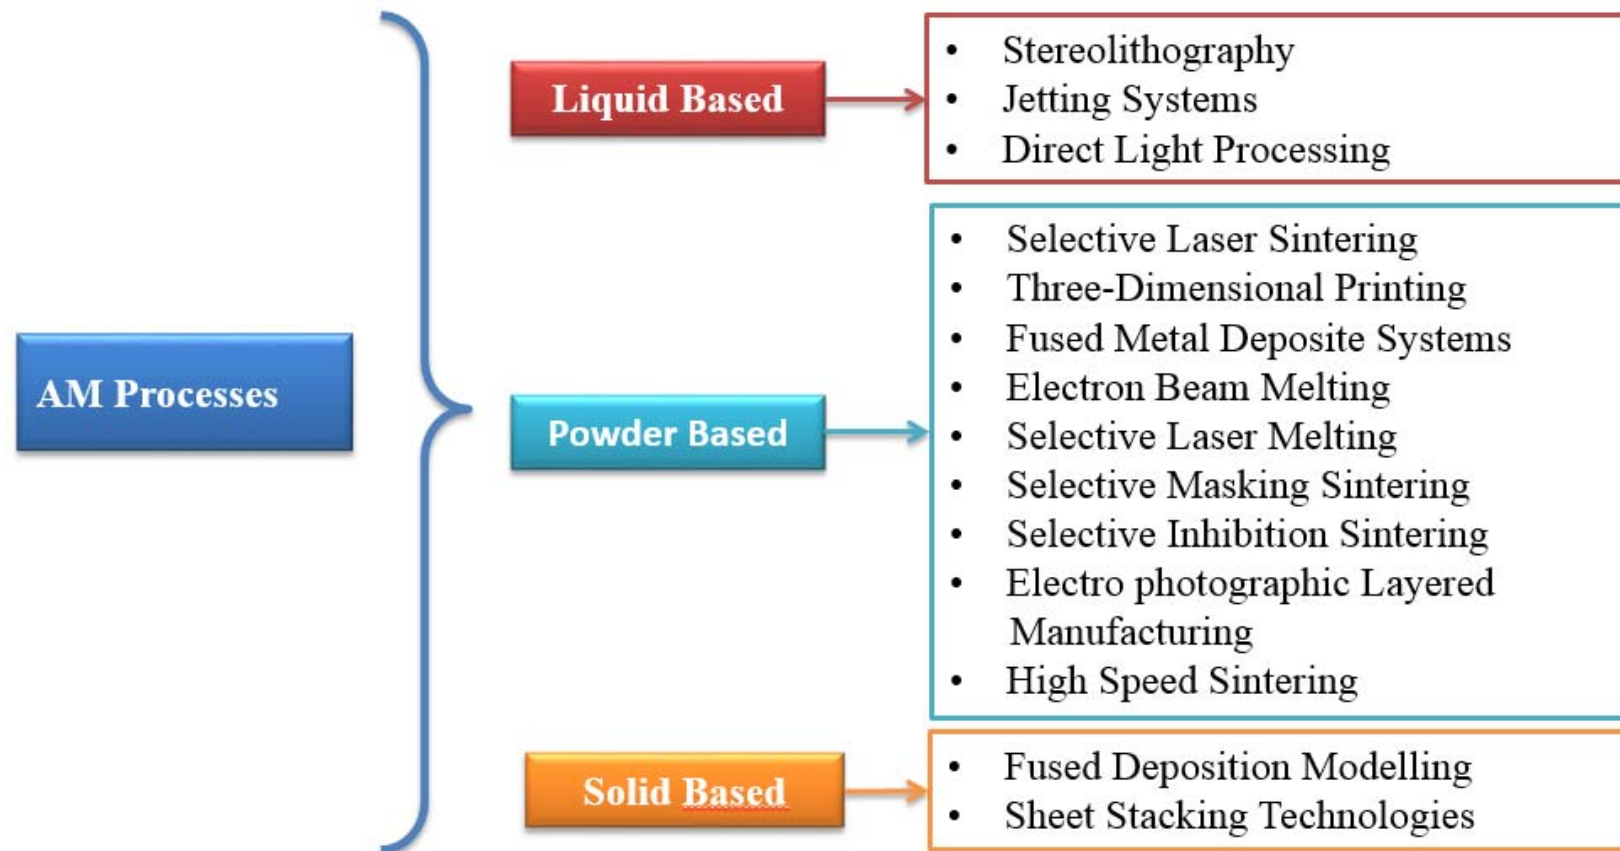 AM Processes
Liquid Based
• Stereolithography
• Jetting Systems
• Direct Light Processing
Powder Based
• Selective Laser Sintering
• Three-Dimensional Printing
• Fused Metal Deposite Systems
• Electron Beam Melting
• Selective Laser Melting
• Selective Masking Sintering
• Selective Inhibition Sintering
• Electro photographic Layered
Manufacturing
• High Speed Sintering
Solid Based
• Fused Deposition Modelling
• Sheet Stacking Technologies